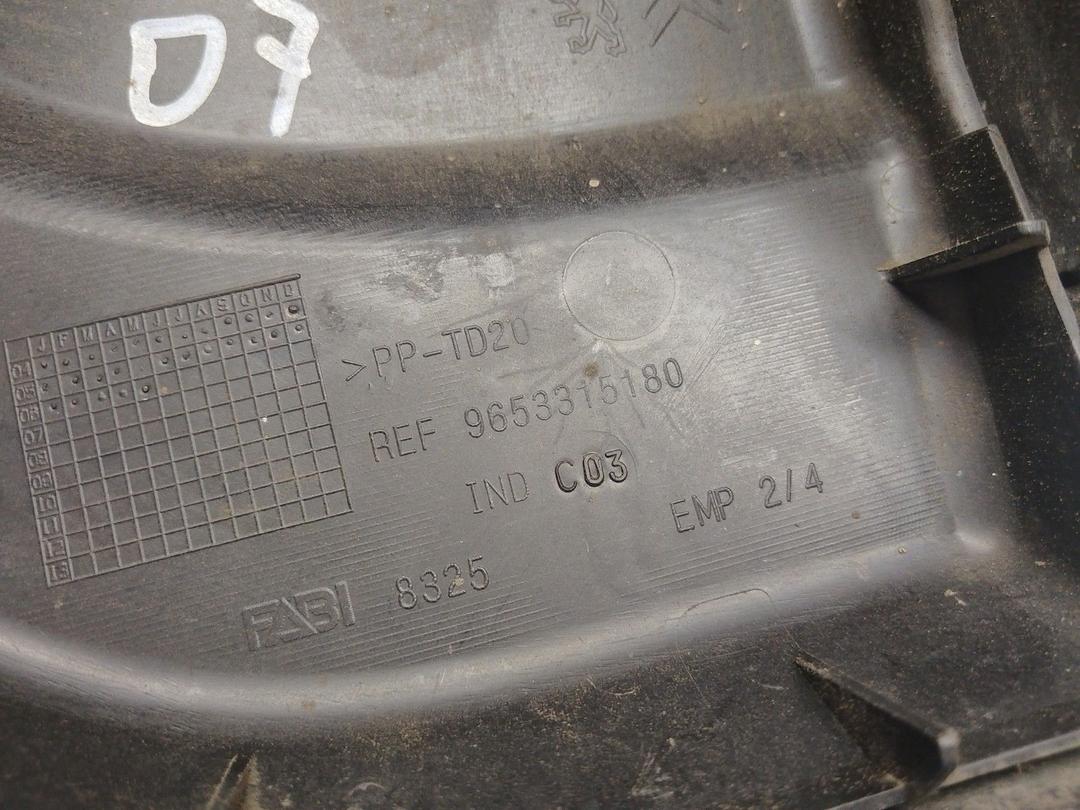 D7
J F M A M J J A S O N D
04
05
06
07
08
09
10
11
12
13
>PP-TD20
REF 9653315180
IND C03
EMP 2/4
FABI 8325